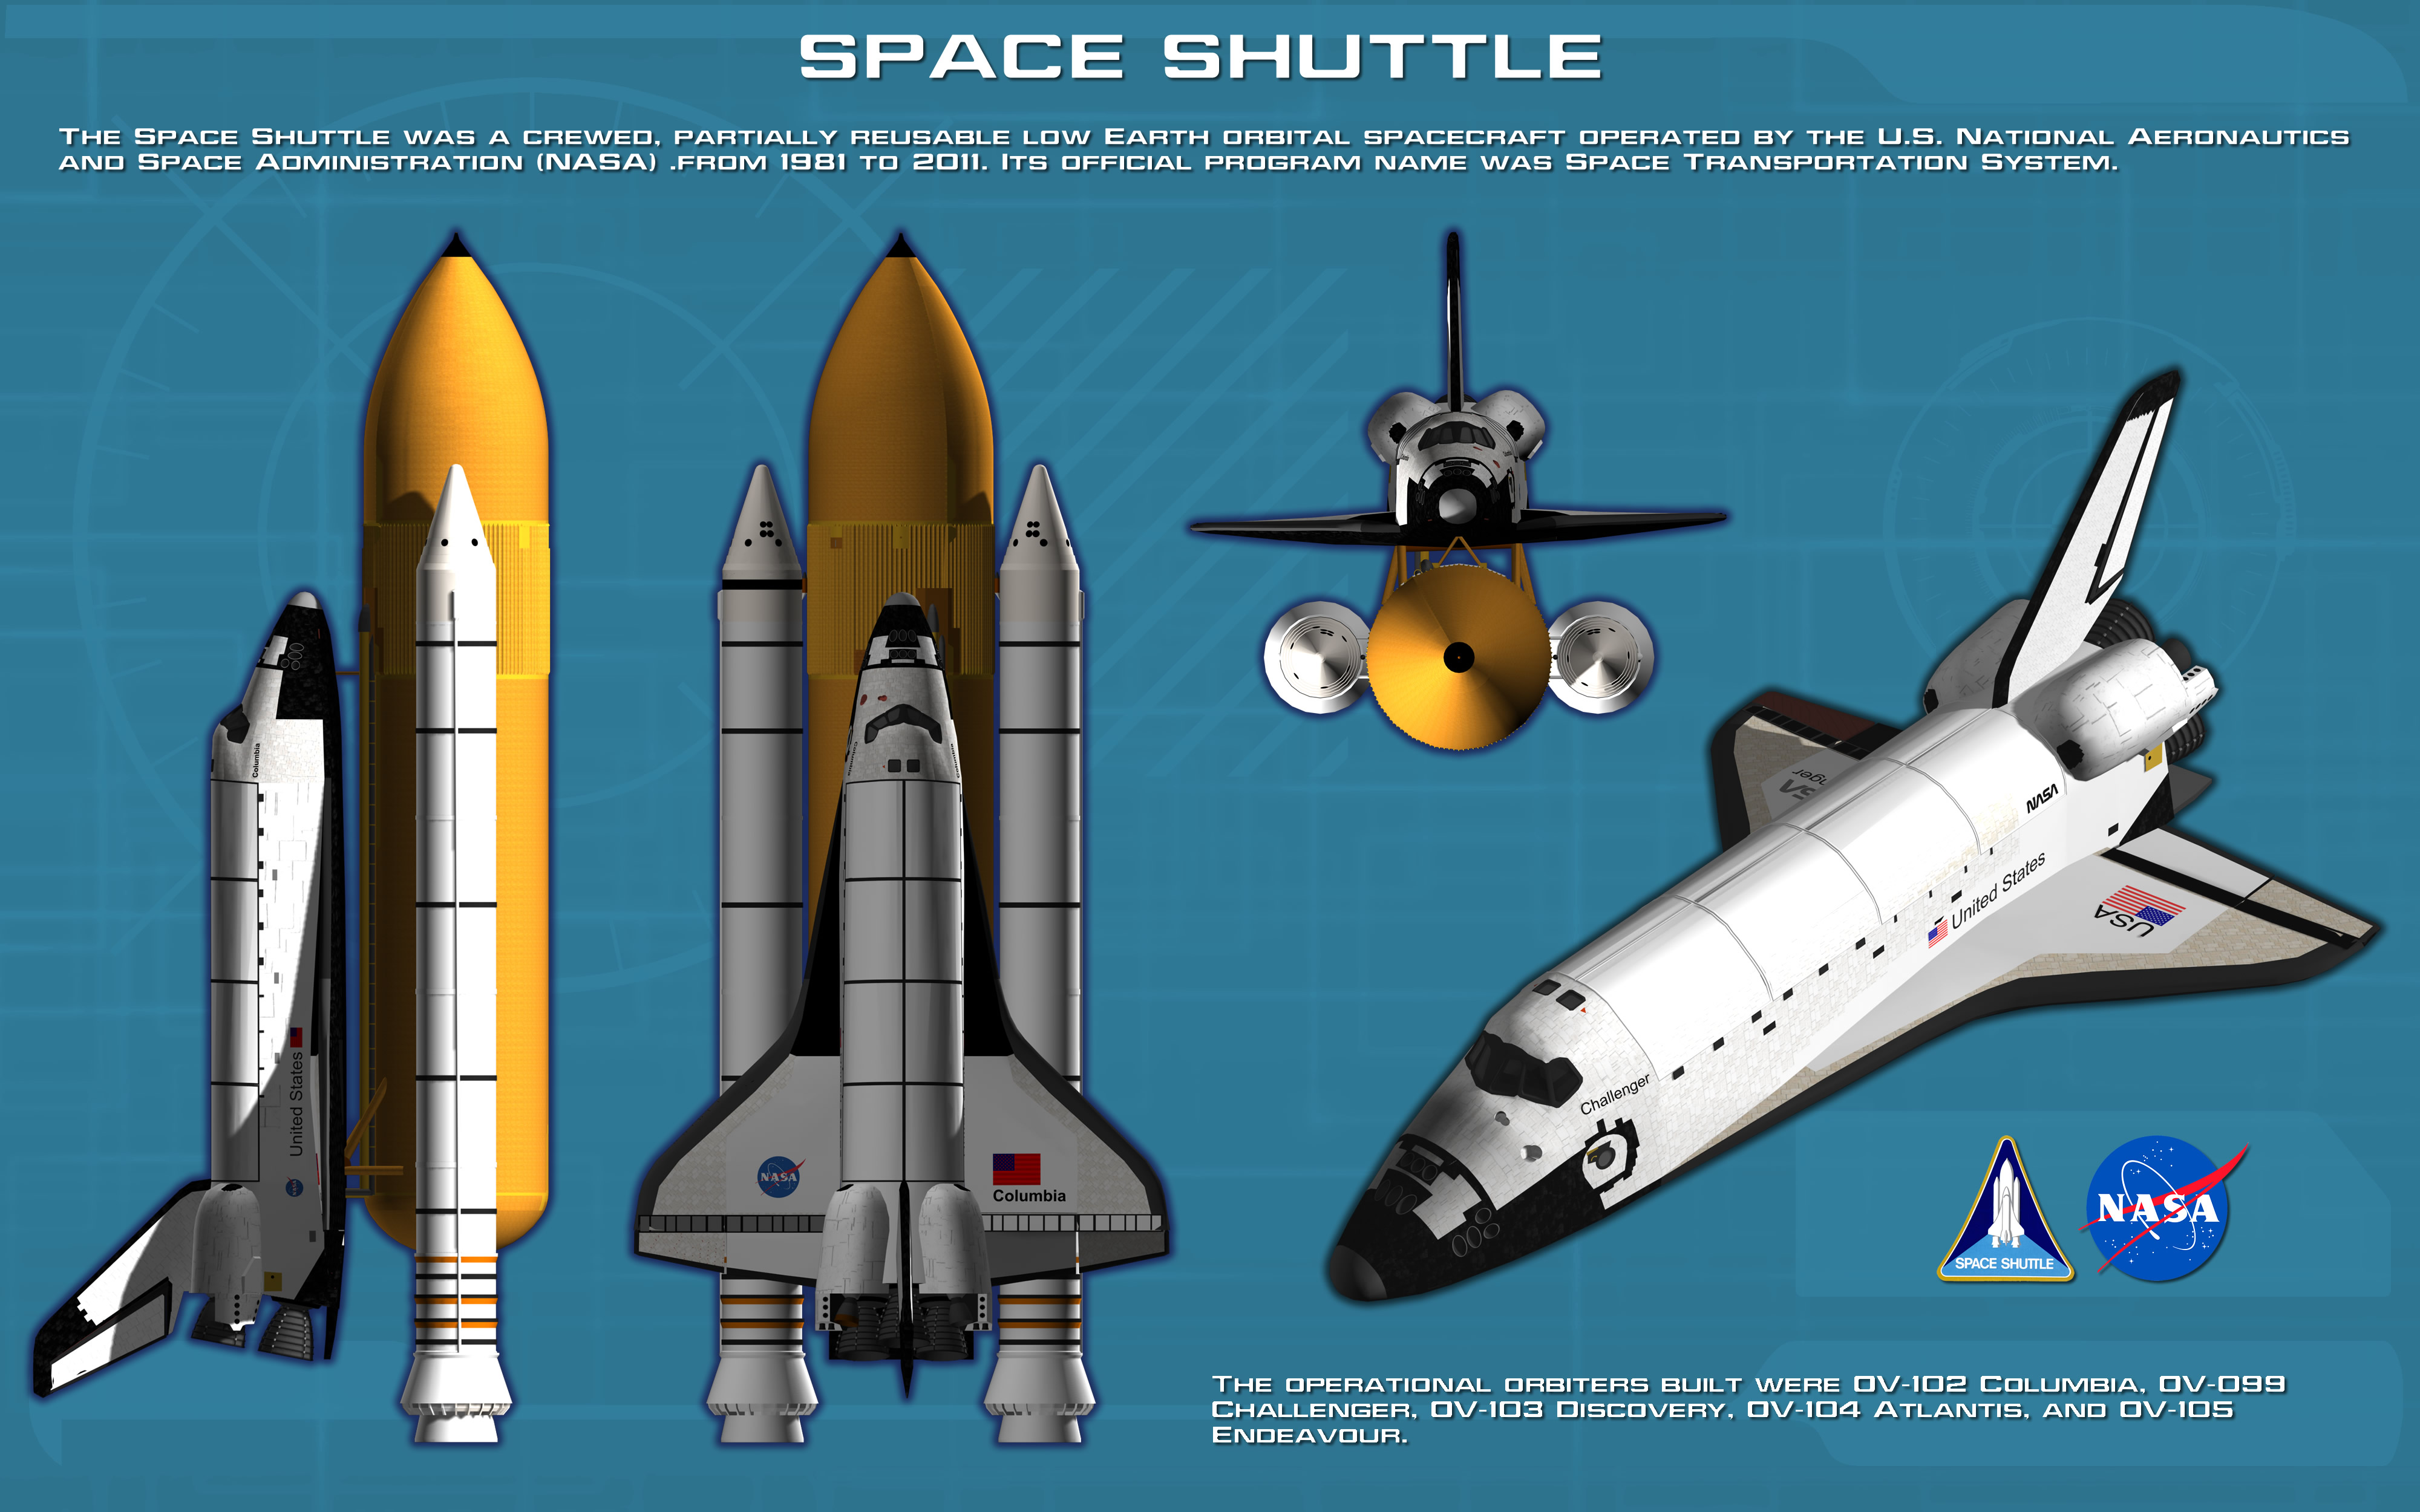 SPACE SHUTTLE
THE SPACE SHUTTLE WAS A CREWED, PARTIALLY REUSABLE LOW EARTH ORBITAL SPACECRAFT OPERATED BY THE U.S. NATIONAL AERONAUTICS
AND SPACE ADMINISTRATION (NASA) .FROM 1981 TO 2011. ITS OFFICIAL PROGRAM NAME WAS SPACE TRANSPORTATION SYSTEM.
Columbia
United States
NASA
NASA
Columbia
Columbia
USA
NASA
United States
USA
Challenger
SPACE SHUTTLE
NASA
THE OPERATIONAL ORBITERS BUILT WERE OV-102 COLUMBIA, OV-099
CHALLENGER, OV-103 DISCOVERY, OV-104 ATLANTIS, AND OV-105
ENDEAVOUR.